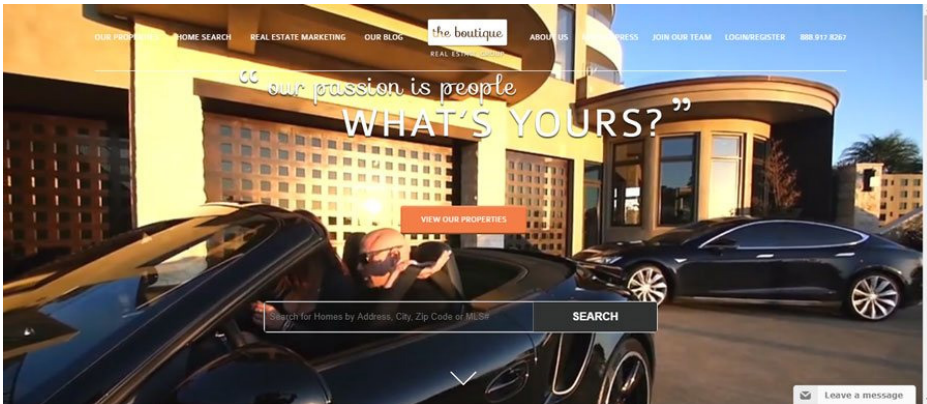 OUR PROPERTIES HOME SEARCH REAL ESTATE MARKETING OUR BLOG the boutique ABOUT US PRESS JOIN OUR TEAM LOGIN/REGISTER 888.917.8267
REAL ESTATE
“our passion is people
WHAT'S YOURS?”
VIEW OUR PROPERTIES
Search for Homes by Address, City, Zip Code or MLS# SEARCH
Leave a message